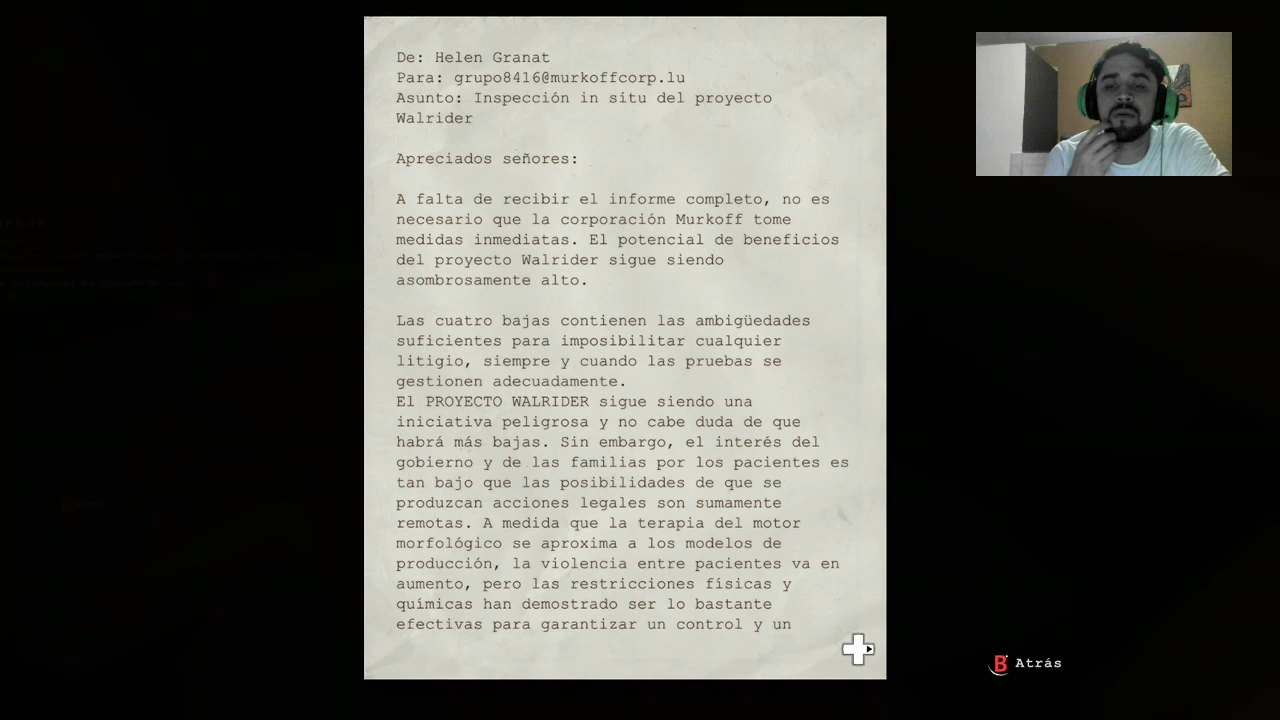 De: Helen Granat
Para: grupo8416@murkoffcorp.lu
Asunto: Inspección in situ del proyecto
Walrider
Apreciados señores:
A falta de recibir el informe completo, no es
necesario que la corporación Murkoff tome
medidas inmediatas. El potencial de beneficios
del proyecto Walrider sigue siendo
asombrosamente alto.
Las cuatro bajas contienen las ambigüedades
suficientes para imposibilitar cualquier
litigio, siempre y cuando las pruebas se
gestionen adecuadamente.
El PROYECTO WALRIDER sigue siendo una
iniciativa peligrosa y no cabe duda de que
habrá más bajas. Sin embargo, el interés del
gobierno y de las familias por los pacientes es
tan bajo que las posibilidades de que se
produzcan acciones legales son sumamente
remotas. A medida que la terapia del motor
morfológico se aproxima a los modelos de
producción, la violencia entre pacientes va en
aumento, pero las restricciones físicas y
químicas han demostrado ser lo bastante
efectivas para garantizar un control y un
B Atrás